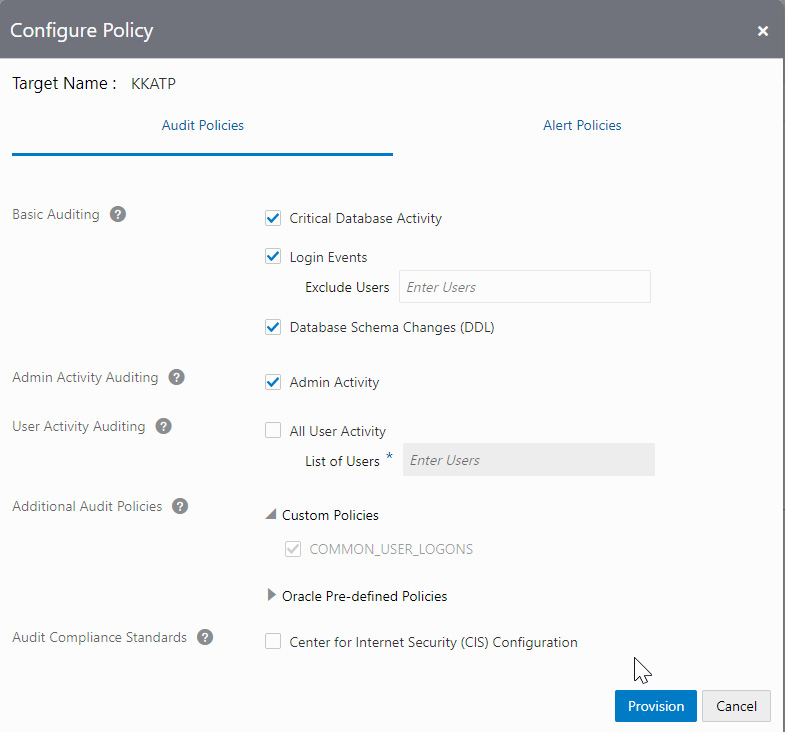 Configure Policy ×
Target Name : KKATP
Audit Policies Alert Policies
Basic Auditing ? Critical Database Activity
Login Events
Exclude Users Enter Users
Database Schema Changes (DDL)
Admin Activity Auditing ? Admin Activity
User Activity Auditing ? All User Activity
List of Users * Enter Users
Additional Audit Policies ? Custom Policies
COMMON_USER_LOGONS
Oracle Pre-defined Policies
Audit Compliance Standards ? Center for Internet Security (CIS) Configuration
Provision Cancel